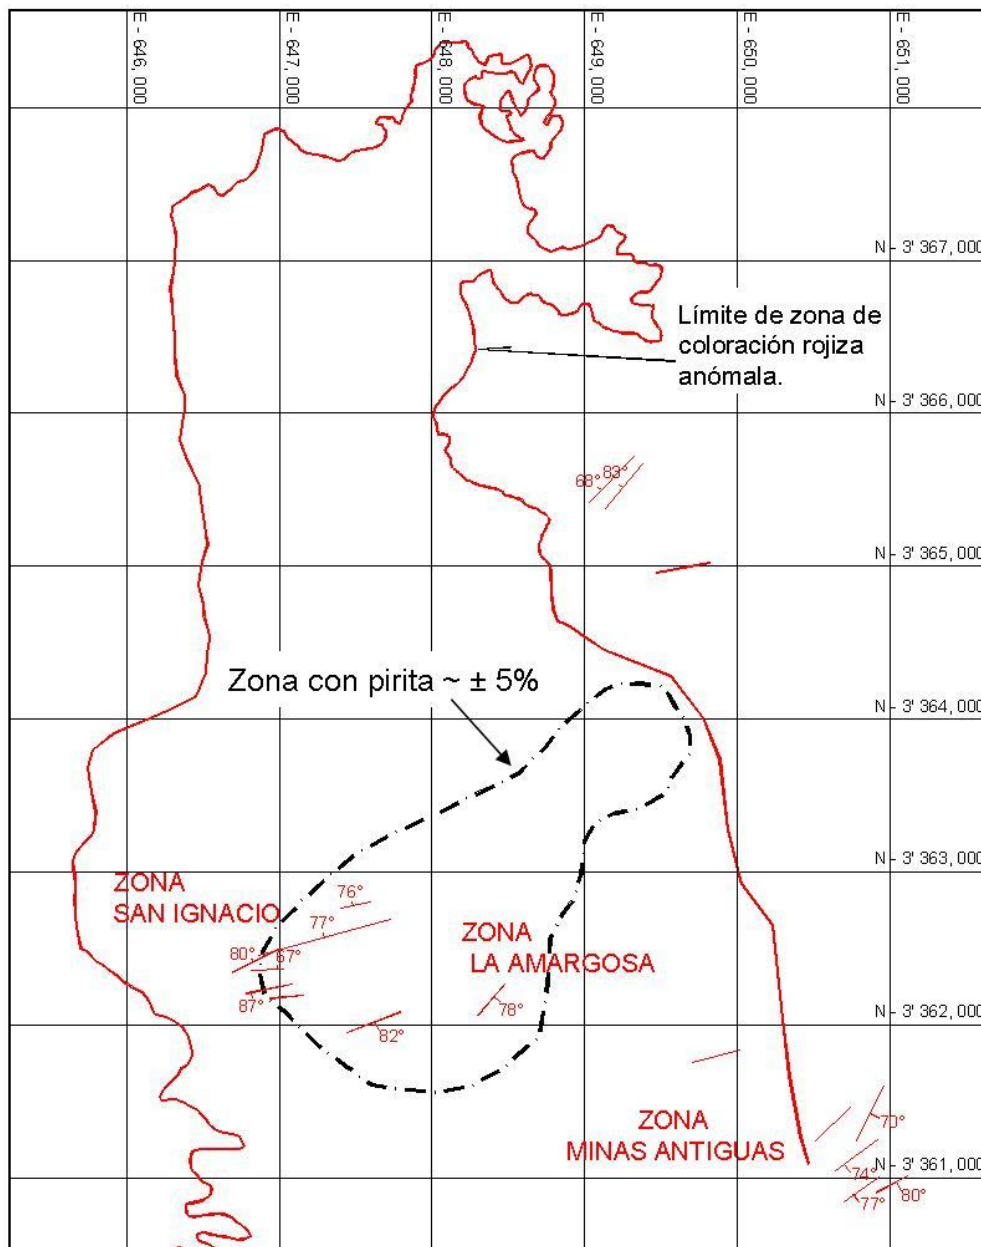 E - 646, 000
E - 647, 000
E - 648, 000
E - 649, 000
E - 650, 000
E - 651, 000
N - 3' 367, 000
Límite de zona de
coloración rojiza
anómala.
N - 3' 366, 000
68° 83°
N - 3' 365, 000
Zona con pirita ~ ± 5%
N - 3' 364, 000
N - 3' 363, 000
ZONA
SAN IGNACIO
76°
77°
ZONA
LA AMARGOSA
80° 67°
87°
78°
82°
N - 3' 362, 000
ZONA
MINAS ANTIGUAS
70°
N - 3' 361, 000
74°
77° 80°